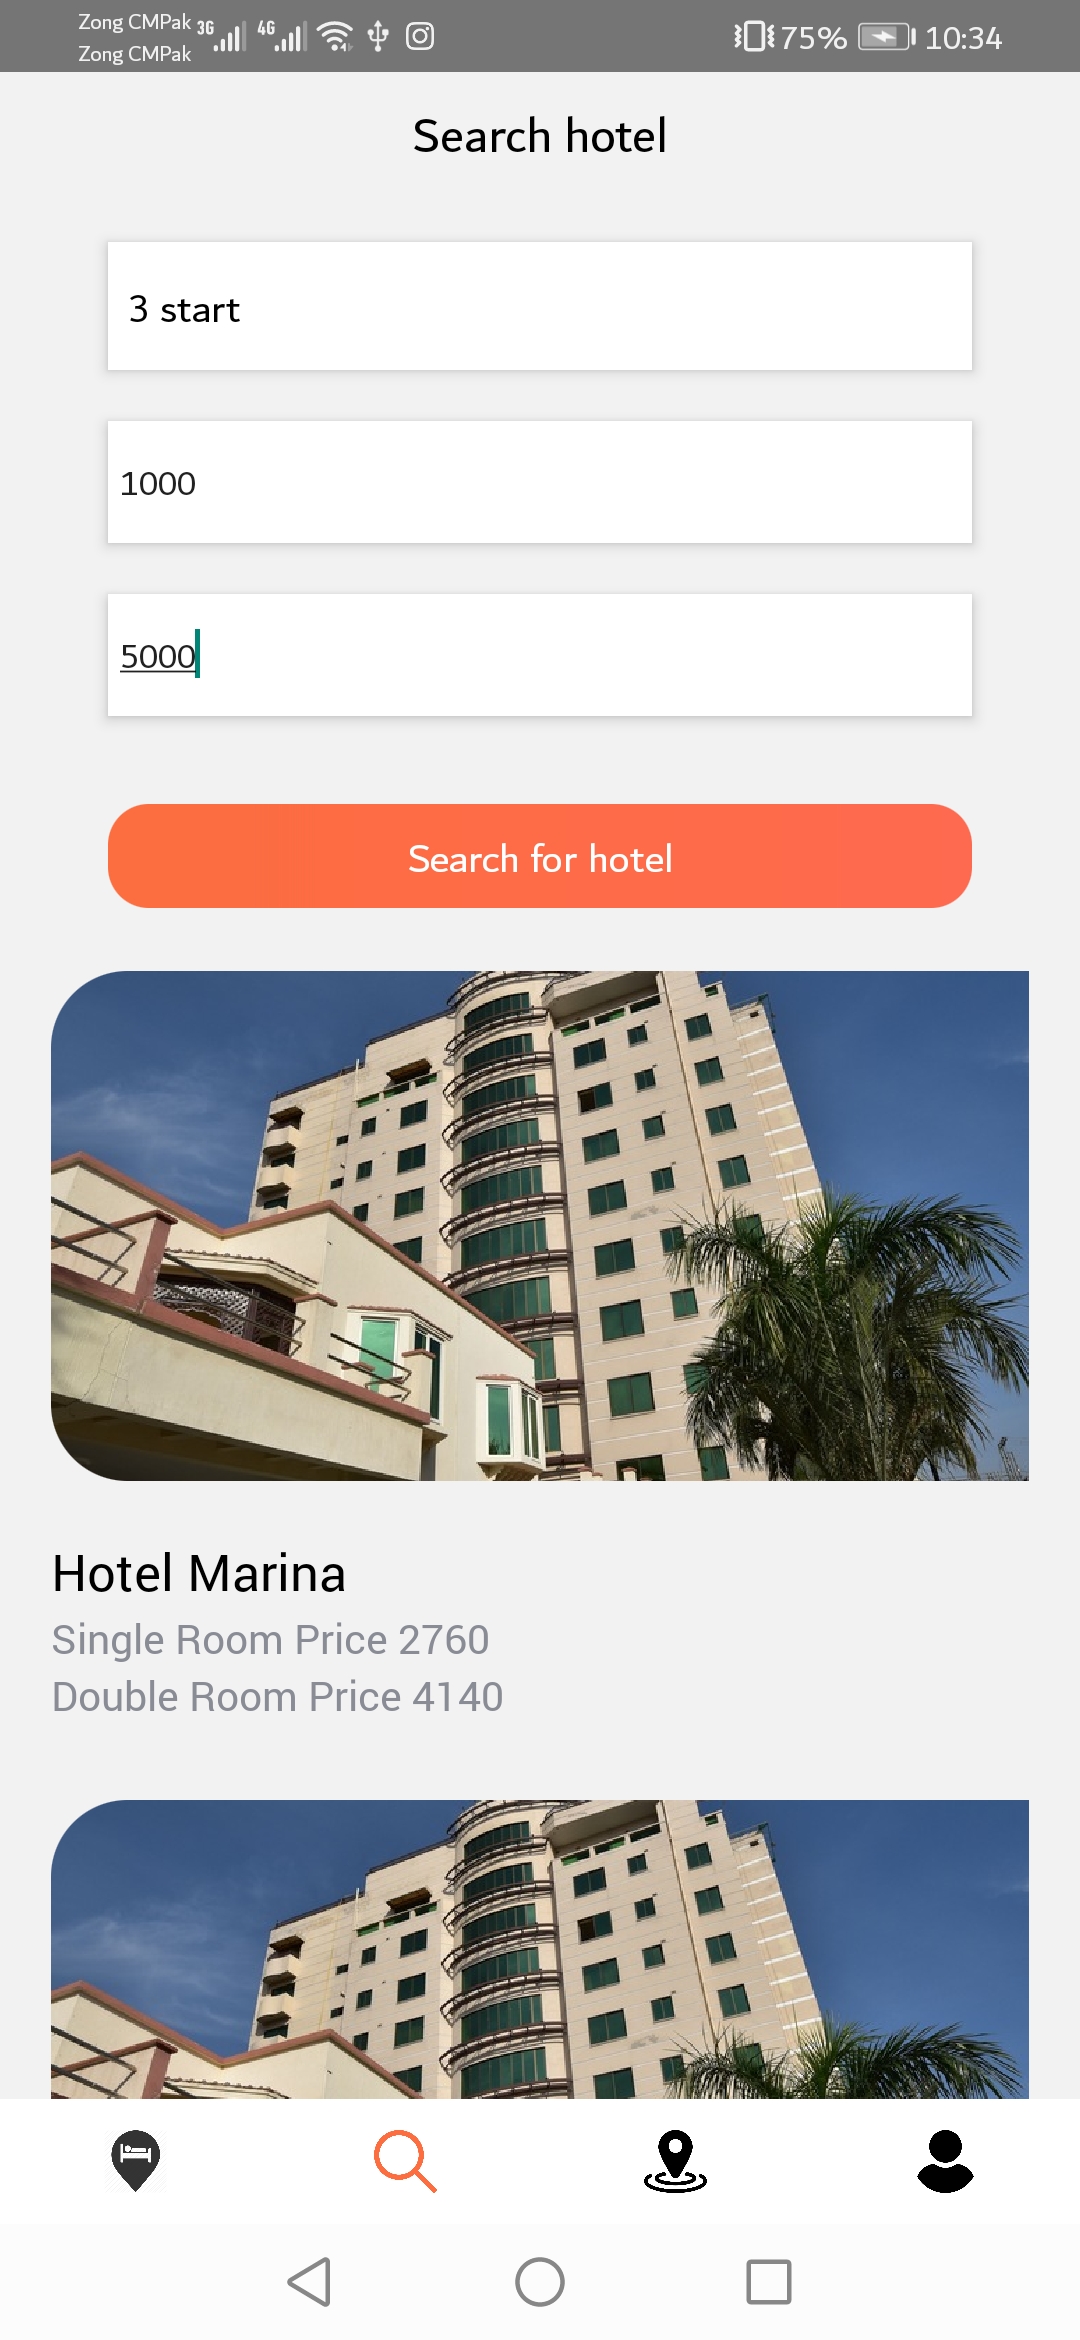 Zong CMPak 3G 4G 75% 10:34
Zong CMPak
Search hotel
3 start
1000
5000
Search for hotel
Hotel Marina
Single Room Price 2760
Double Room Price 4140